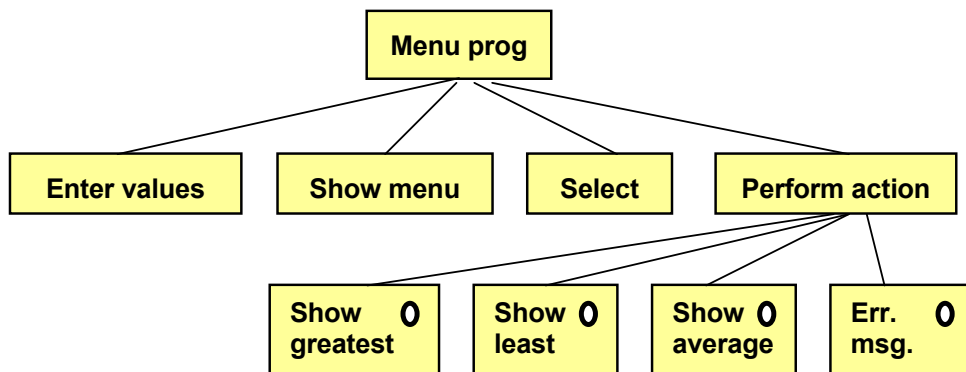 Menu prog
Enter values
Show menu
Select
Perform action
Show O
greatest
Show O
least
Show O
average
Err. O
msg.